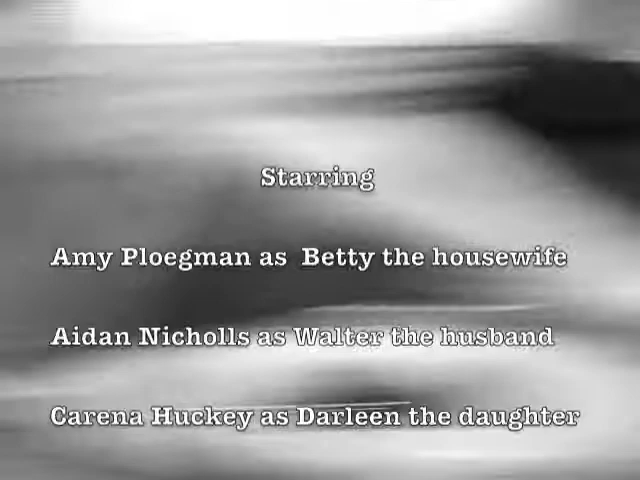 Starring
Amy Ploegman as Betty the housewife
Aidan Nicholls as Walter the husband
Carena Huckey as Darleen the daughter